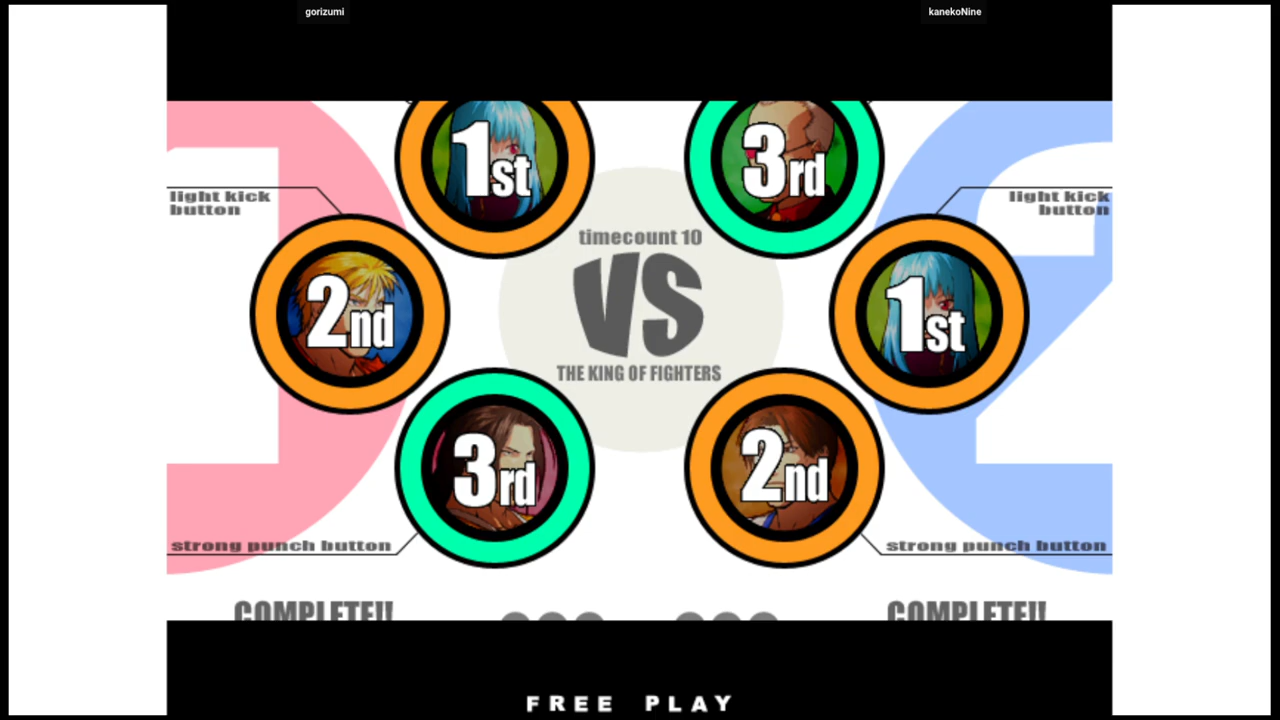 gorizumi
kanekoNine
1st
3rd
light kick
button
light kick
button
timecount 10
VS
2nd
1st
THE KING OF FIGHTERS
3rd
2nd
strong punch button
strong punch button
COMPLETE!!
COMPLETE!!
FREE PLAY